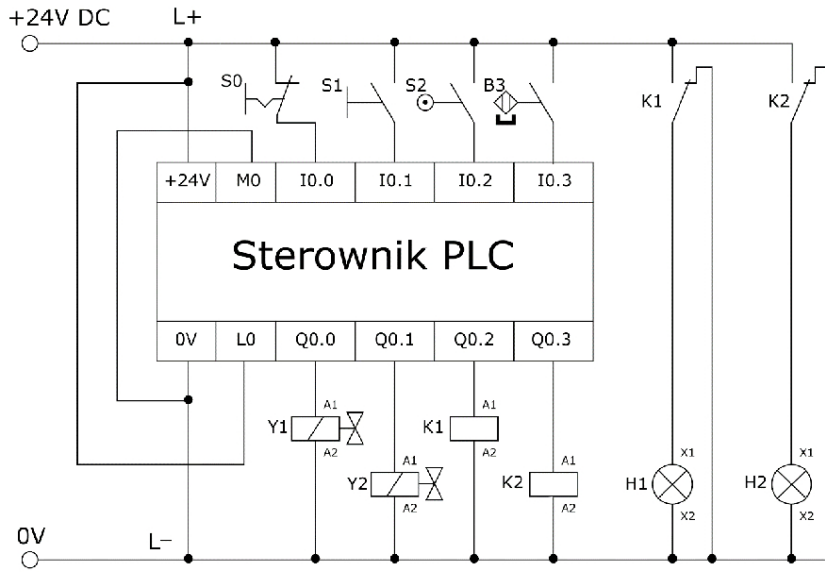 +24V DC L+
S0 S1 S2 B3 K1 K2
+24V M0 I0.0 I0.1 I0.2 I0.3
Sterownik PLC
0V L0 Q0.0 Q0.1 Q0.2 Q0.3
A1 A1
Y1 K1
A2 A2
A1 A1 X1 X1
Y2 K2 H1 H2
A2 A2 X2 X2
0V L−